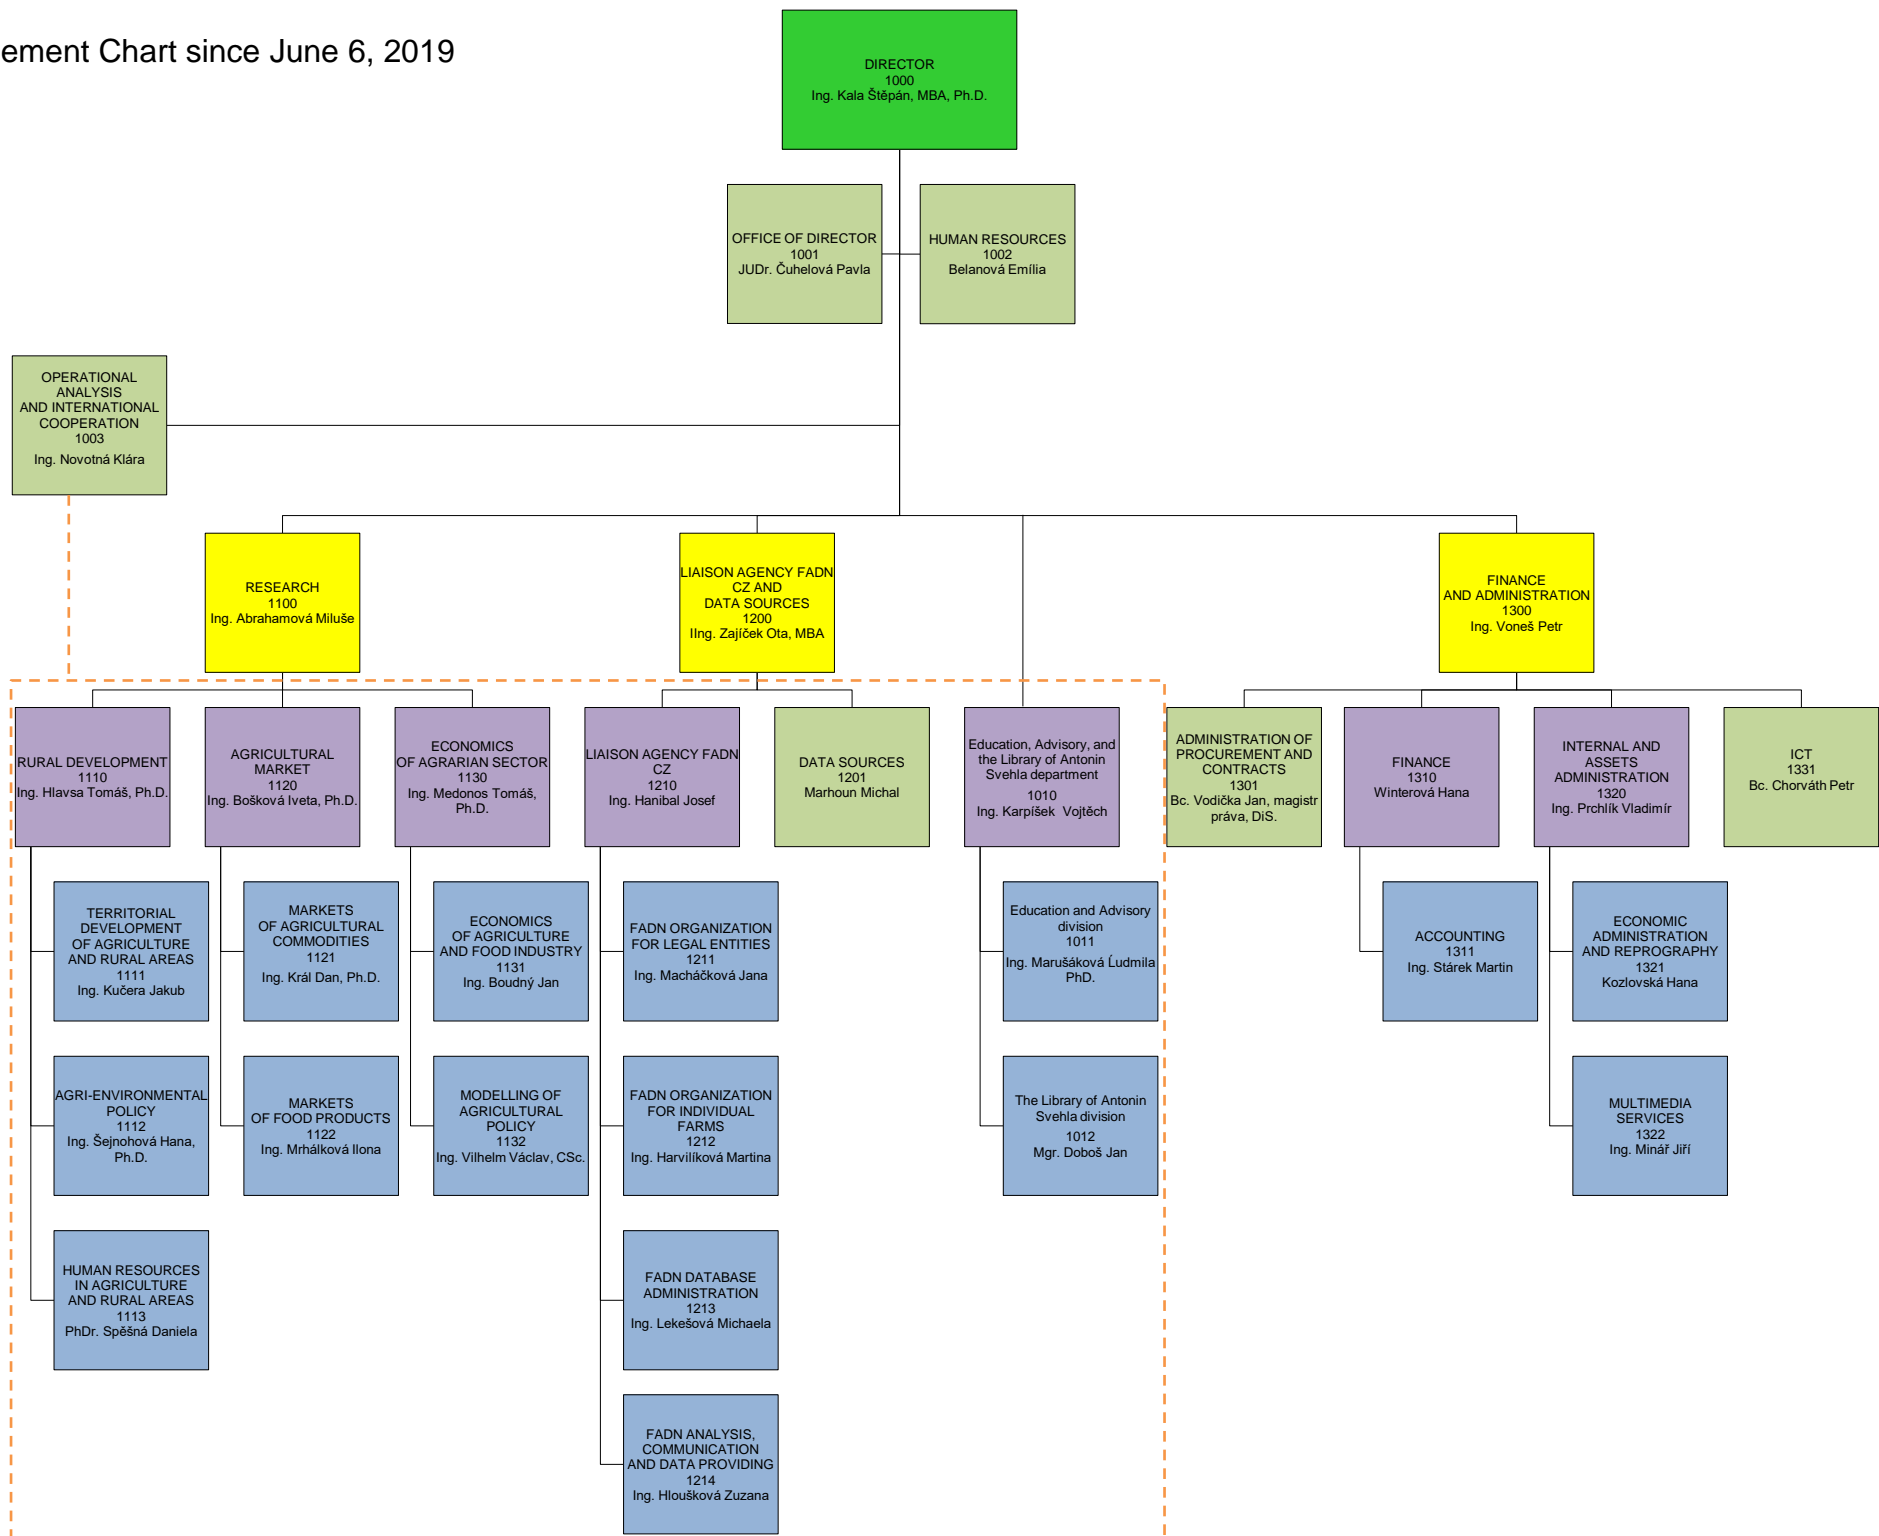 ement Chart since June 6, 2019
DIRECTOR
1000
Ing. Kala Štěpán, MBA, Ph.D.
OFFICE OF DIRECTOR
1001
JUDr. Čuhelová Pavla
HUMAN RESOURCES
1002
Belanová Emília
OPERATIONAL
ANALYSIS
AND INTERNATIONAL
COOPERATION
1003
Ing. Novotná Klára
RESEARCH
1100
Ing. Abrahamová Miluše
LIAISON AGENCY FADN
CZ AND
DATA SOURCES
1200
IIng. Zajíček Ota, MBA
FINANCE
AND ADMINISTRATION
1300
Ing. Voneš Petr
RURAL DEVELOPMENT
1110
Ing. Hlavsa Tomáš, Ph.D.
AGRICULTURAL
MARKET
1120
Ing. Bošková Iveta, Ph.D.
ECONOMICS
OF AGRARIAN SECTOR
1130
Ing. Medonos Tomáš,
Ph.D.
LIAISON AGENCY FADN
CZ
1210
Ing. Hanibal Josef
DATA SOURCES
1201
Marhoun Michal
Education, Advisory, and
the Library of Antonin
Svehla department
1010
Ing. Karpíšek Vojtěch
ADMINISTRATION OF
PROCUREMENT AND
CONTRACTS
1301
Bc. Vodička Jan, magistr
práva, DiS.
FINANCE
1310
Winterová Hana
INTERNAL AND
ASSETS
ADMINISTRATION
1320
Ing. Prchlík Vladimír
ICT
1331
Bc. Chorváth Petr
TERRITORIAL
DEVELOPMENT
OF AGRICULTURE
AND RURAL AREAS
1111
Ing. Kučera Jakub
MARKETS
OF AGRICULTURAL
COMMODITIES
1121
Ing. Král Dan, Ph.D.
ECONOMICS
OF AGRICULTURE
AND FOOD INDUSTRY
1131
Ing. Boudný Jan
FADN ORGANIZATION
FOR LEGAL ENTITIES
1211
Ing. Macháčková Jana
Education and Advisory
division
1011
Ing. Marušáková Ĺudmila
PhD.
ACCOUNTING
1311
Ing. Stárek Martin
ECONOMIC
ADMINISTRATION
AND REPROGRAPHY
1321
Kozlovská Hana
AGRI-ENVIRONMENTAL
POLICY
1112
Ing. Šejnohová Hana,
Ph.D.
MARKETS
OF FOOD PRODUCTS
1122
Ing. Mrhálková Ilona
MODELLING OF
AGRICULTURAL
POLICY
1132
Ing. Vilhelm Václav, CSc.
FADN ORGANIZATION
FOR INDIVIDUAL
FARMS
1212
Ing. Harvilíková Martina
The Library of Antonin
Svehla division
1012
Mgr. Doboš Jan
MULTIMEDIA
SERVICES
1322
Ing. Minář Jiří
HUMAN RESOURCES
IN AGRICULTURE
AND RURAL AREAS
1113
PhDr. Spěšná Daniela
FADN DATABASE
ADMINISTRATION
1213
Ing. Lekešová Michaela
FADN ANALYSIS,
COMMUNICATION
AND DATA PROVIDING
1214
Ing. Hloušková Zuzana